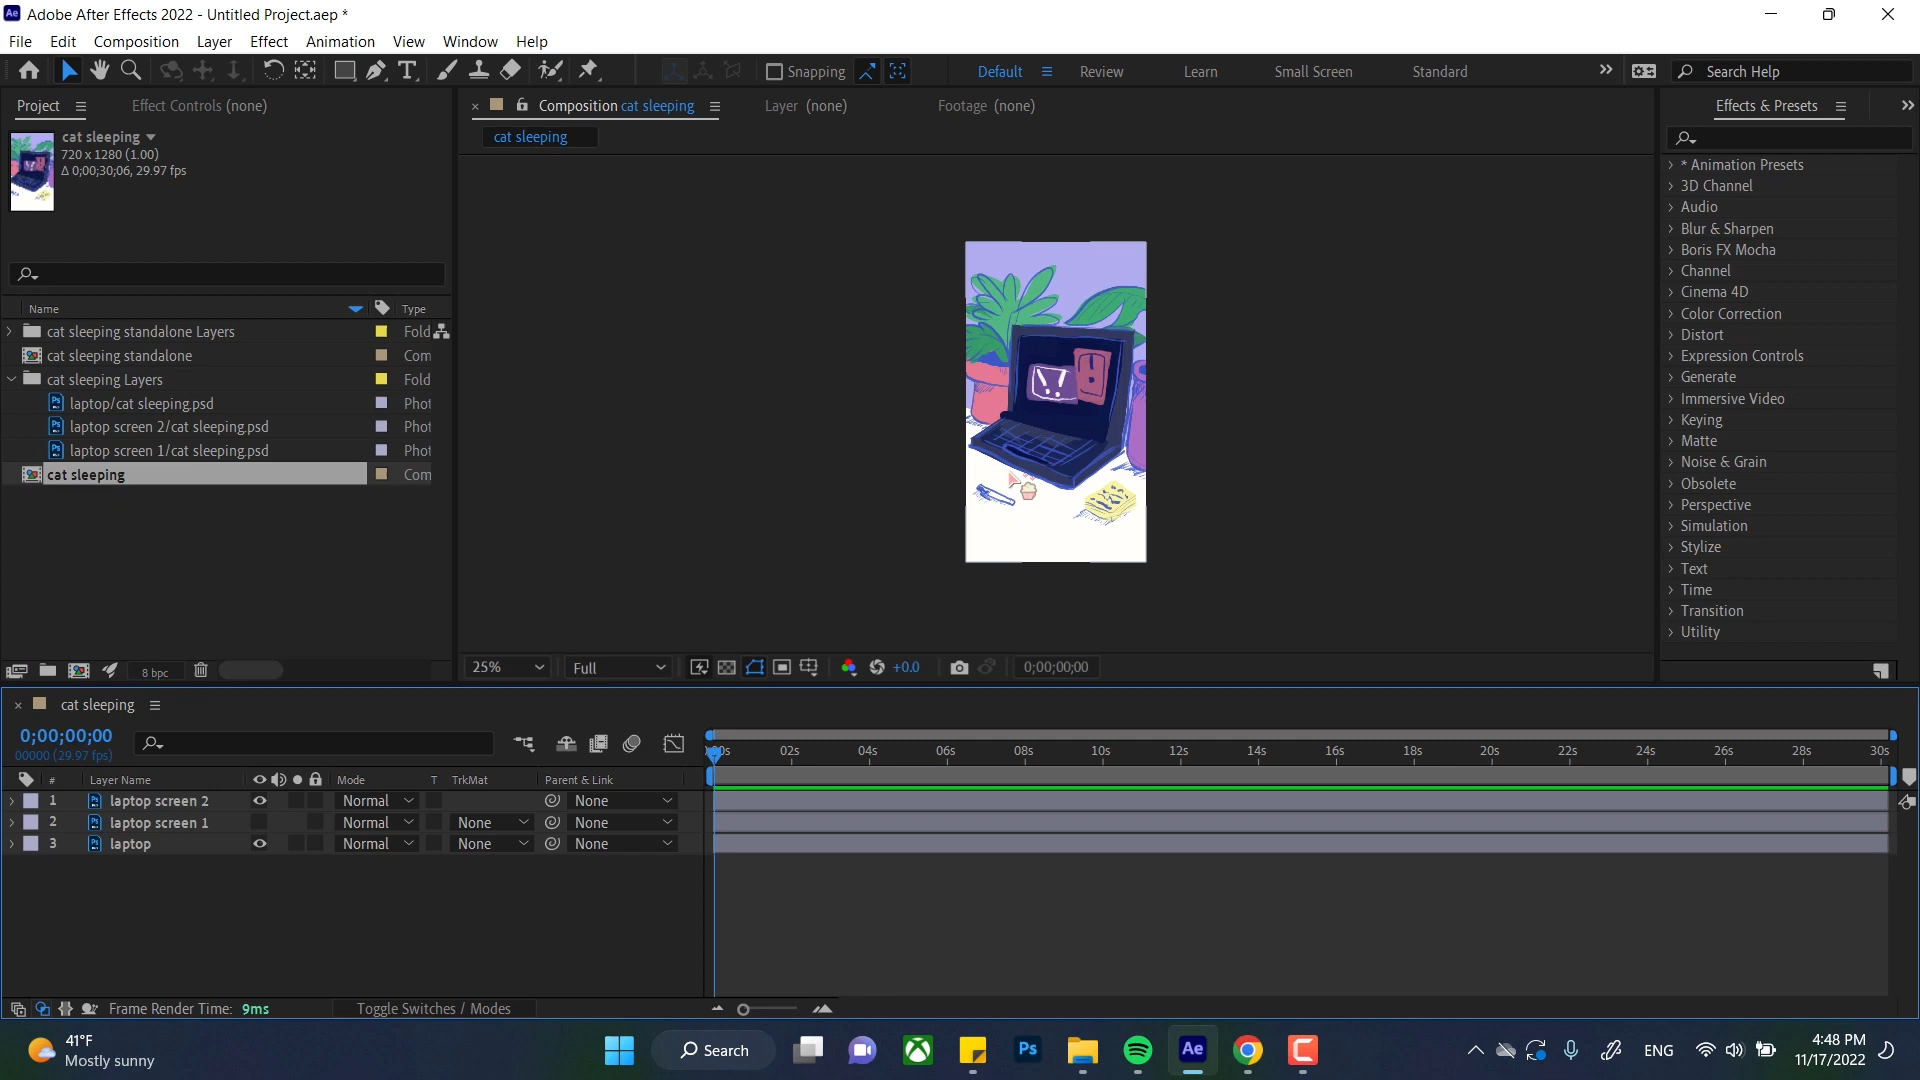 Adobe After Effects 2022 - Untitled Project.aep *
File Edit Composition Layer Effect Animation View Window Help
Snapping Default Review Learn Small Screen Standard Search Help
Project Effect Controls (none)
Composition cat sleeping Layer (none) Footage (none)
Effects & Presets
cat sleeping
cat sleeping
720 x 1280 (1.00)
Δ 0;00;30;06, 29.97 fps
Name Type
cat sleeping standalone Layers Fold
cat sleeping standalone Com
cat sleeping Layers Fold
laptop/cat sleeping.psd Phot
laptop screen 2/cat sleeping.psd Phot
laptop screen 1/cat sleeping.psd Phot
cat sleeping Com
8 bpc
25% Full +0.0 0;00;00;00
* Animation Presets
3D Channel
Audio
Blur & Sharpen
Boris FX Mocha
Channel
Cinema 4D
Color Correction
Distort
Expression Controls
Generate
Immersive Video
Keying
Matte
Noise & Grain
Obsolete
Perspective
Simulation
Stylize
Text
Time
Transition
Utility
cat sleeping
0;00;00;00
00000 (29.97 fps)
02s 04s 06s 08s 10s 12s 14s 16s 18s 20s 22s 24s 26s 28s 30s
# Layer Name Mode T TrkMat Parent & Link
1 laptop screen 2 Normal None
2 laptop screen 1 Normal None None
3 laptop Normal None None
Frame Render Time: 9ms Toggle Switches / Modes
41°F
Mostly sunny
Search
Ps
Ae
ENG
4:48 PM
11/17/2022